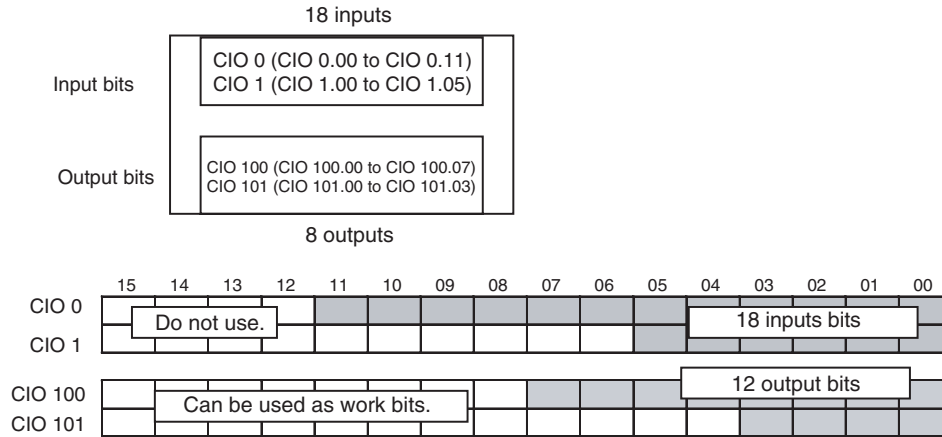 18 inputs
Input bits
CIO 0 (CIO 0.00 to CIO 0.11)
CIO 1 (CIO 1.00 to CIO 1.05)
Output bits
CIO 100 (CIO 100.00 to CIO 100.07)
CIO 101 (CIO 101.00 to CIO 101.03)
8 outputs
15 14 13 12 11 10 09 08 07 06 05 04 03 02 01 00
CIO 0
Do not use.
18 inputs bits
CIO 1
12 output bits
CIO 100
Can be used as work bits.
CIO 101